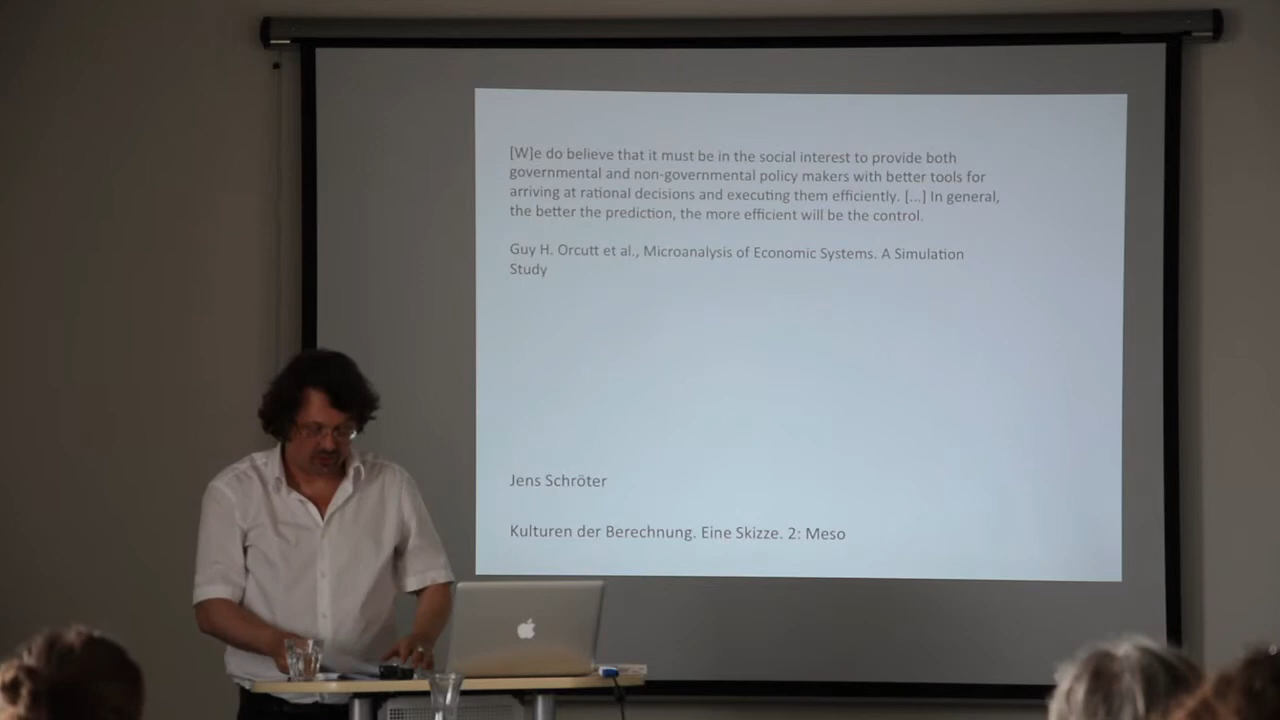 [W]e do believe that it must be in the social interest to provide both
governmental and non-governmental policy makers with better tools for
arriving at rational decisions and executing them efficiently. [...] In general,
the better the prediction, the more efficient will be the control.
Guy H. Orcutt et al., Microanalysis of Economic Systems. A Simulation
Study
Jens Schröter
Kulturen der Berechnung. Eine Skizze. 2: Meso